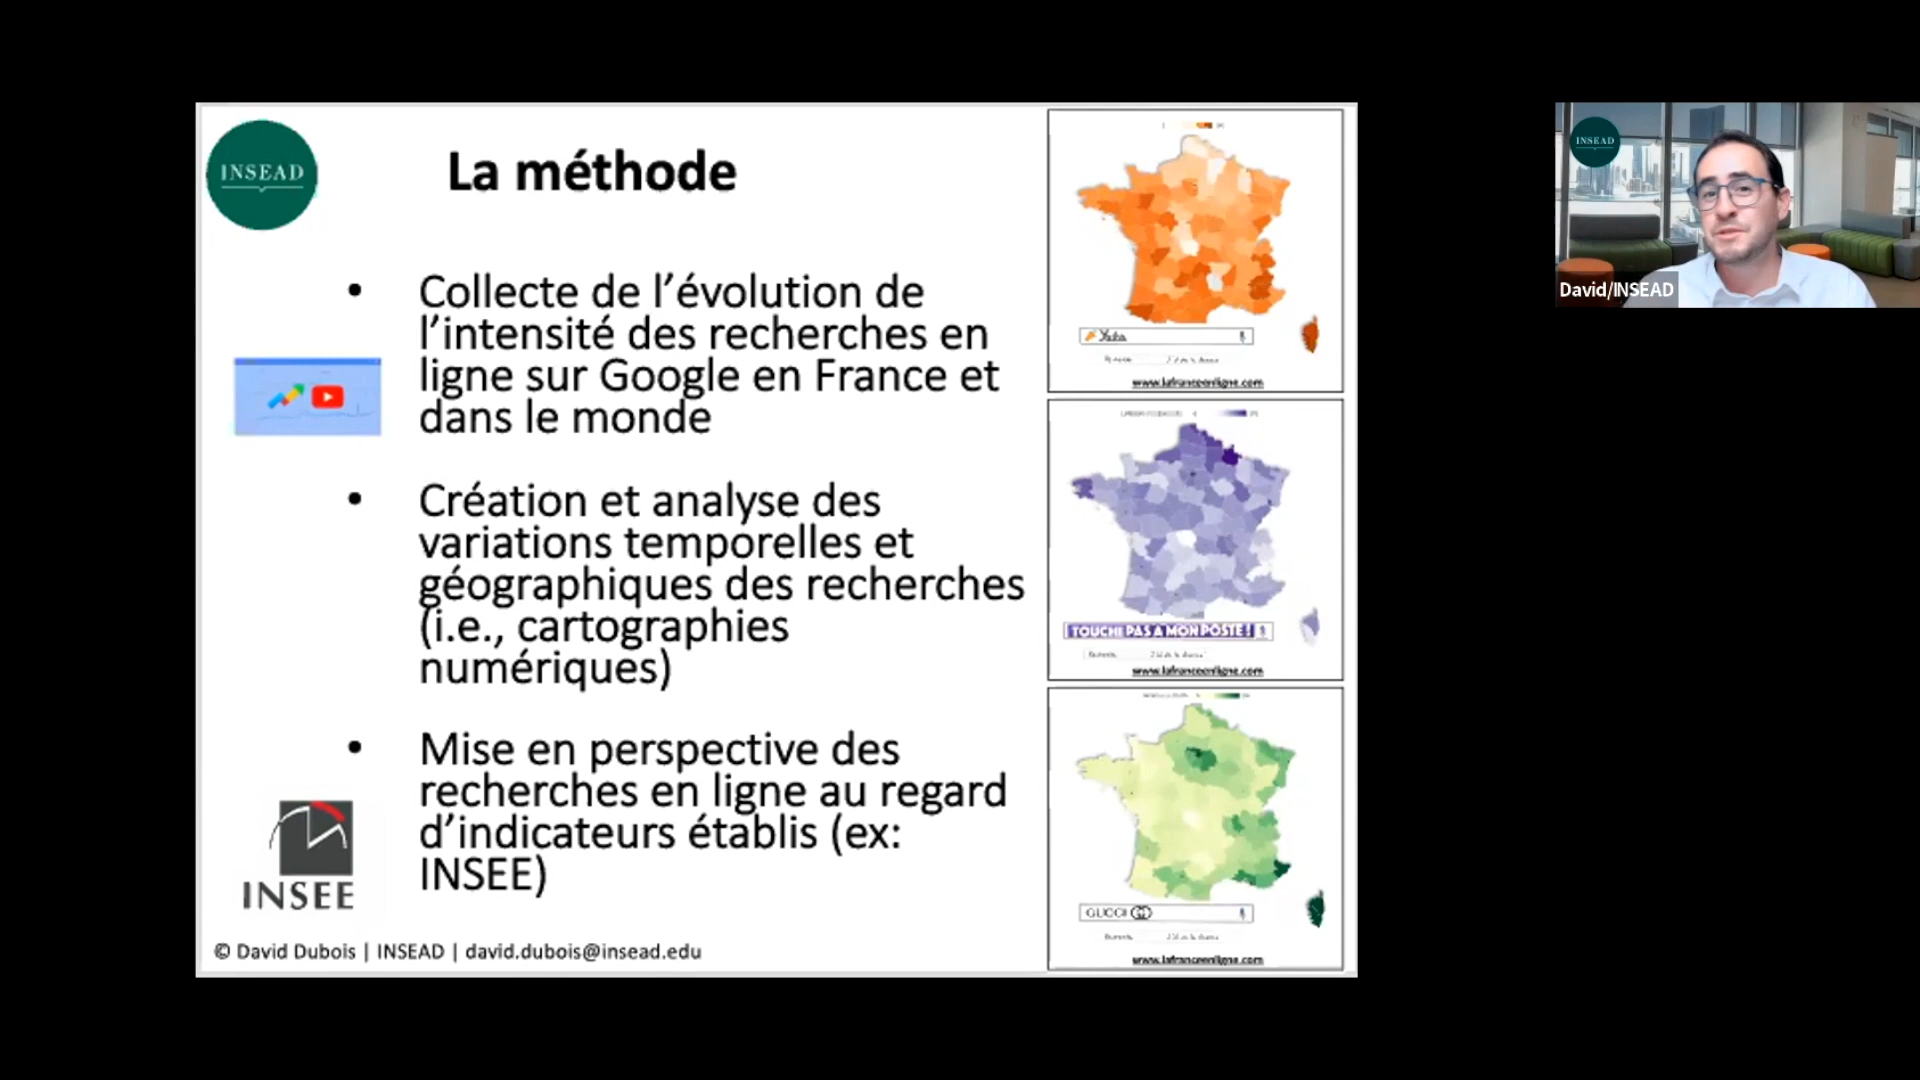 INSEAD
La méthode
• Collecte de l’évolution de
l’intensité des recherches en
ligne sur Google en France et
dans le monde
• Création et analyse des
variations temporelles et
géographiques des recherches
(i.e., cartographies
numériques)
• Mise en perspective des
recherches en ligne au regard
d’indicateurs établis (ex:
INSEE)
INSEE
© David Dubois | INSEAD | david.dubois@insead.edu
www.lafranceenligne.com
TOUCHE PAS A MON POSTE !
www.lafranceenligne.com
GUCCI
www.lafranceenligne.com
INSEAD
David/INSEAD